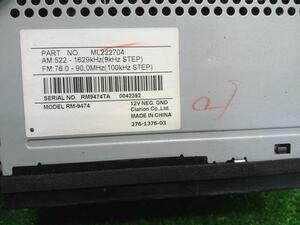 PART NO. ML222704
AM:522 - 1629kHz(9kHz STEP)
FM:76.0 - 90.0MHz(100kHz STEP)
SERIAL NO. RM9474TA 0042392
MODEL RM-9474
12V NEG. GND
Clarion Co.,Ltd.
MADE IN CHINA
276-1376-03